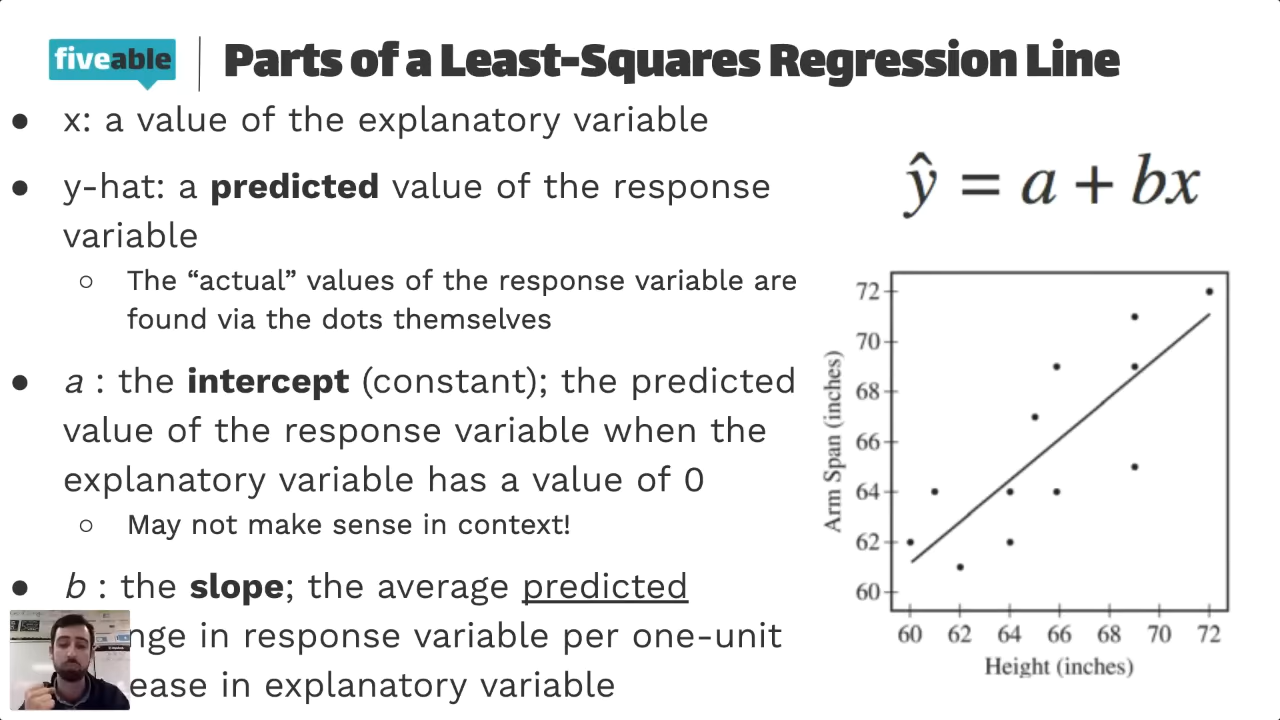 fiveable
Parts of a Least-Squares Regression Line
● x: a value of the explanatory variable
● y-hat: a predicted value of the response
variable
○ The “actual” values of the response variable are
found via the dots themselves
● a : the intercept (constant); the predicted
value of the response variable when the
explanatory variable has a value of 0
○ May not make sense in context!
● b : the slope; the average predicted
nge in response variable per one-unit
ease in explanatory variable
ŷ = a + bx
72
70
68
66
64
62
60
Arm Span (inches)
60 62 64 66 68 70 72
Height (inches)